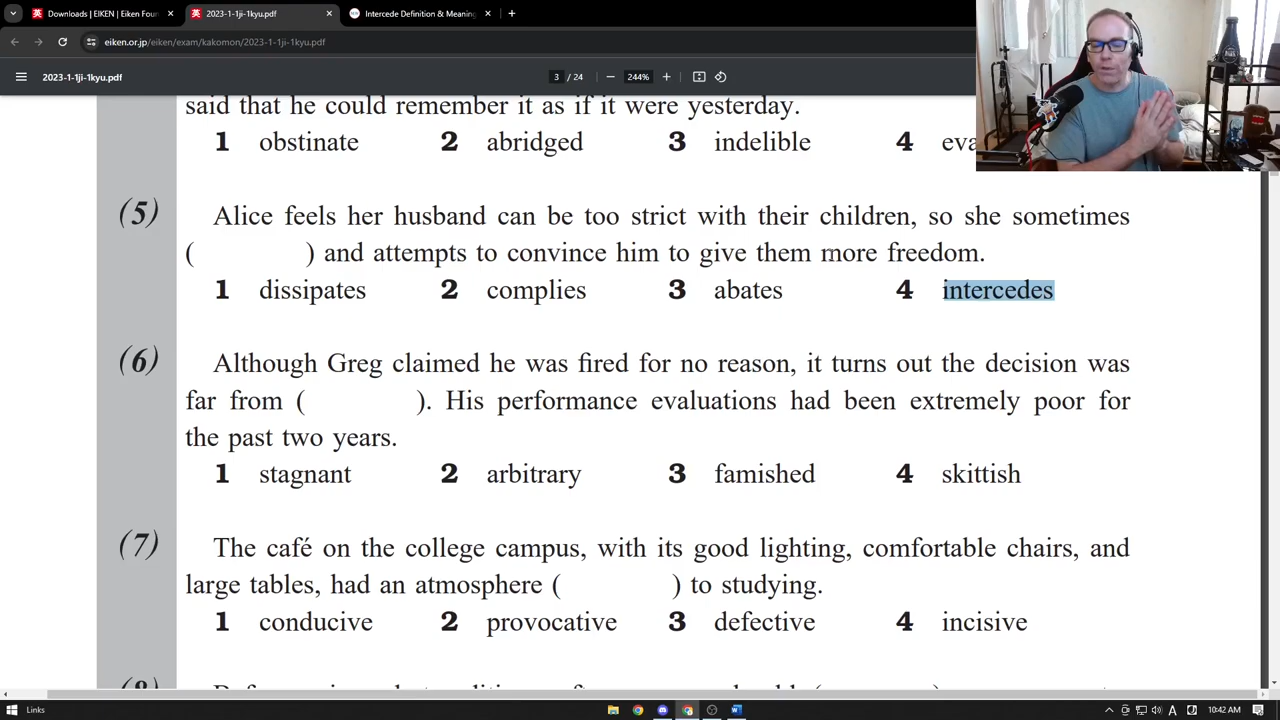 Downloads | EIKEN | Eiken Foun
2023-1-1ji-1kyu.pdf
Intercede Definition & Meaning
eiken.or.jp/eiken/exam/kakomon/2023-1-1ji-1kyu.pdf
2023-1-1ji-1kyu.pdf
3 / 24
244%
said that he could remember it as if it were yesterday.
1 obstinate 2 abridged 3 indelible 4 eva
(5) Alice feels her husband can be too strict with their children, so she sometimes
( ) and attempts to convince him to give them more freedom.
1 dissipates 2 complies 3 abates 4 intercedes
(6) Although Greg claimed he was fired for no reason, it turns out the decision was
far from ( ). His performance evaluations had been extremely poor for
the past two years.
1 stagnant 2 arbitrary 3 famished 4 skittish
(7) The café on the college campus, with its good lighting, comfortable chairs, and
large tables, had an atmosphere ( ) to studying.
1 conducive 2 provocative 3 defective 4 incisive
Links
10:42 AM